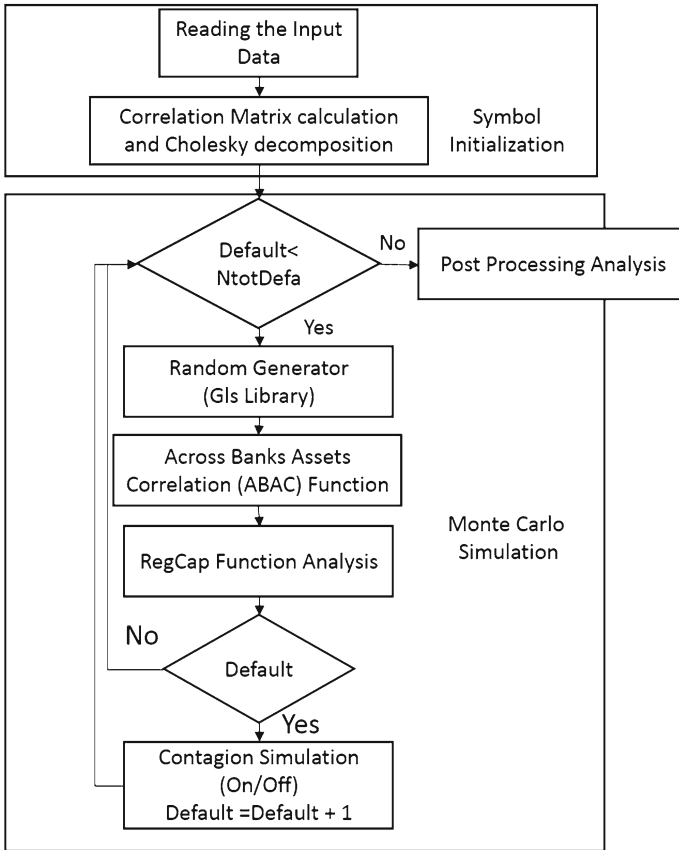 Reading the Input
Data
Correlation Matrix calculation
and Cholesky decomposition
Symbol
Initialization
Default<
NtotDefa
No
Post Processing Analysis
Yes
Random Generator
(Gls Library)
Across Banks Assets
Correlation (ABAC) Function
Monte Carlo
Simulation
RegCap Function Analysis
No
Default
Yes
Contagion Simulation
(On/Off)
Default =Default + 1